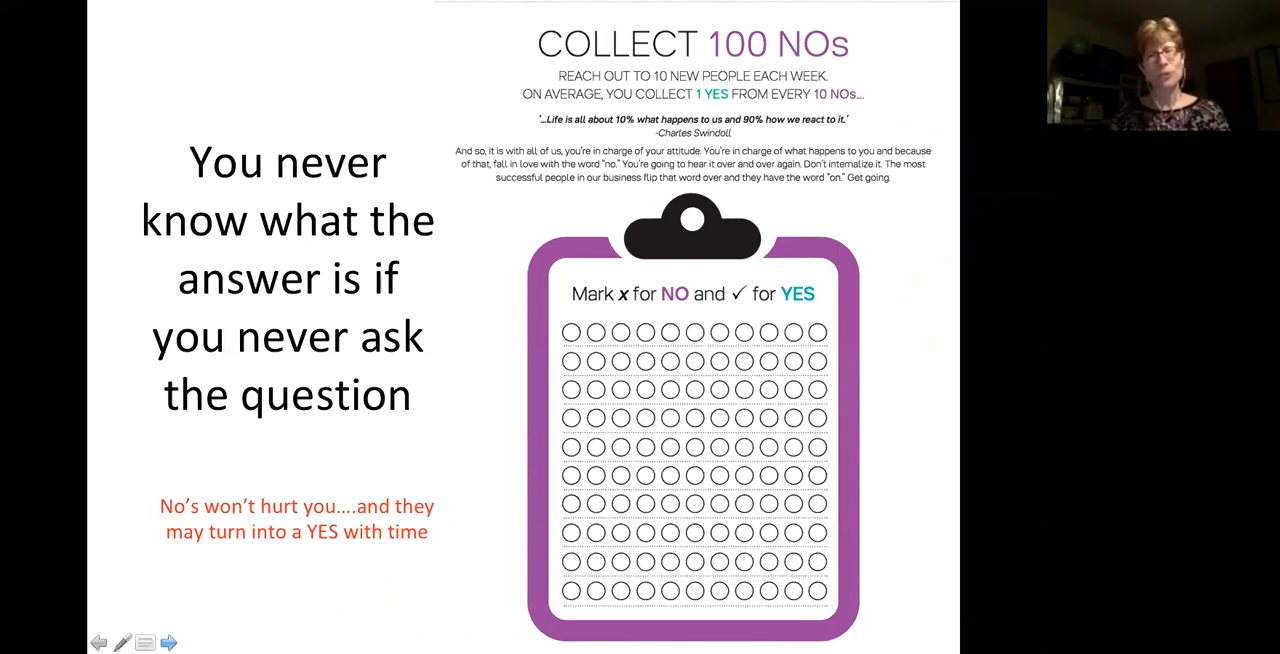 You never
know what the
answer is if
you never ask
the question
No’s won’t hurt you....and they
may turn into a YES with time
COLLECT 100 NOs
REACH OUT TO 10 NEW PEOPLE EACH WEEK.
ON AVERAGE, YOU COLLECT 1 YES FROM EVERY 10 NOs...
‘...Life is all about 10% what happens to us and 90% how we react to it.’
-Charles Swindoll
And so, it is with all of us, you’re in charge of your attitude. You’re in charge of what happens to you and because
of that, fall in love with the word “no.” You’re going to hear it over and over again. Don’t internalize it. The most
successful people in our business flip that word over and they have the word “on.” Get going.
Mark x for NO and ✓ for YES